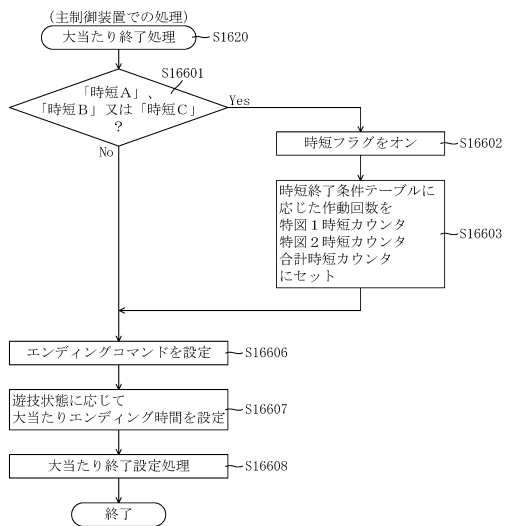 （主制御装置での処理）
大当たり終了処理
S1620
S16601
「時短Ａ」、
「時短Ｂ」又は「時短Ｃ」
？
Yes
No
時短フラグをオン
S16602
時短終了条件テーブルに
応じた作動回数を
特図１時短カウンタ
特図２時短カウンタ
合計時短カウンタ
にセット
S16603
エンディングコマンドを設定
S16606
遊技状態に応じて
大当たりエンディング時間を設定
S16607
大当たり終了設定処理
S16608
終了